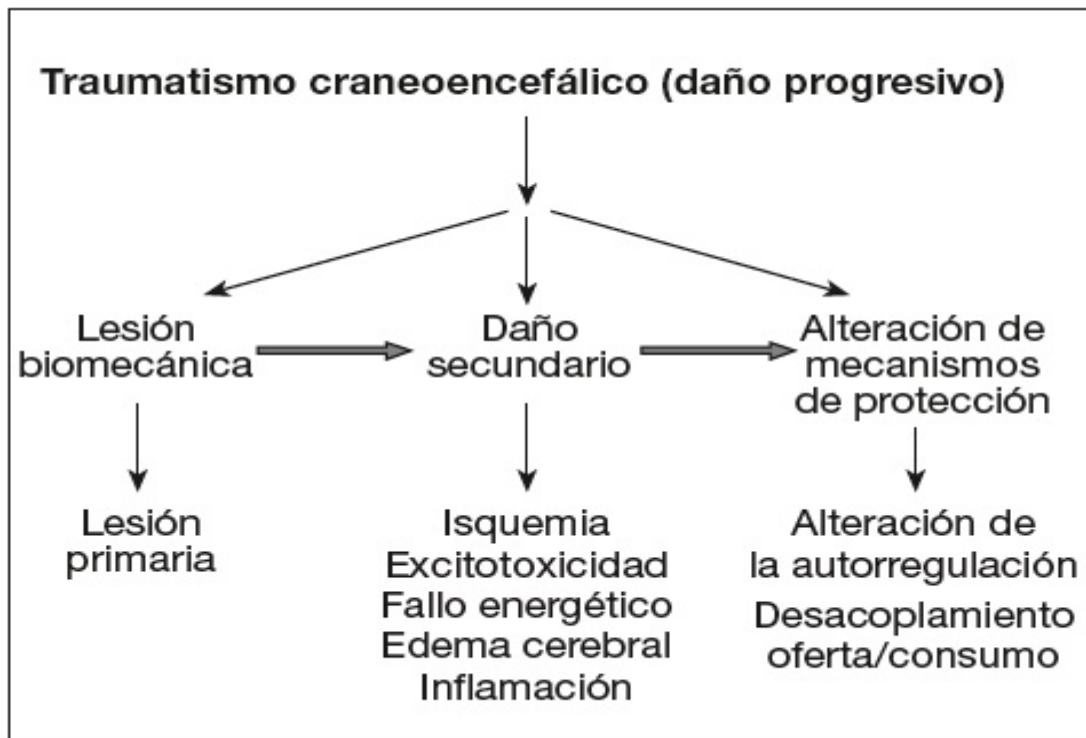 Traumatismo craneoencefálico (daño progresivo)
Lesión
biomecánica
Daño
secundario
Alteración de
mecanismos
de protección
Lesión
primaria
Isquemia
Excitotoxicidad
Fallo energético
Edema cerebral
Inflamación
Alteración de
la autorregulación
Desacoplamiento
oferta/consumo